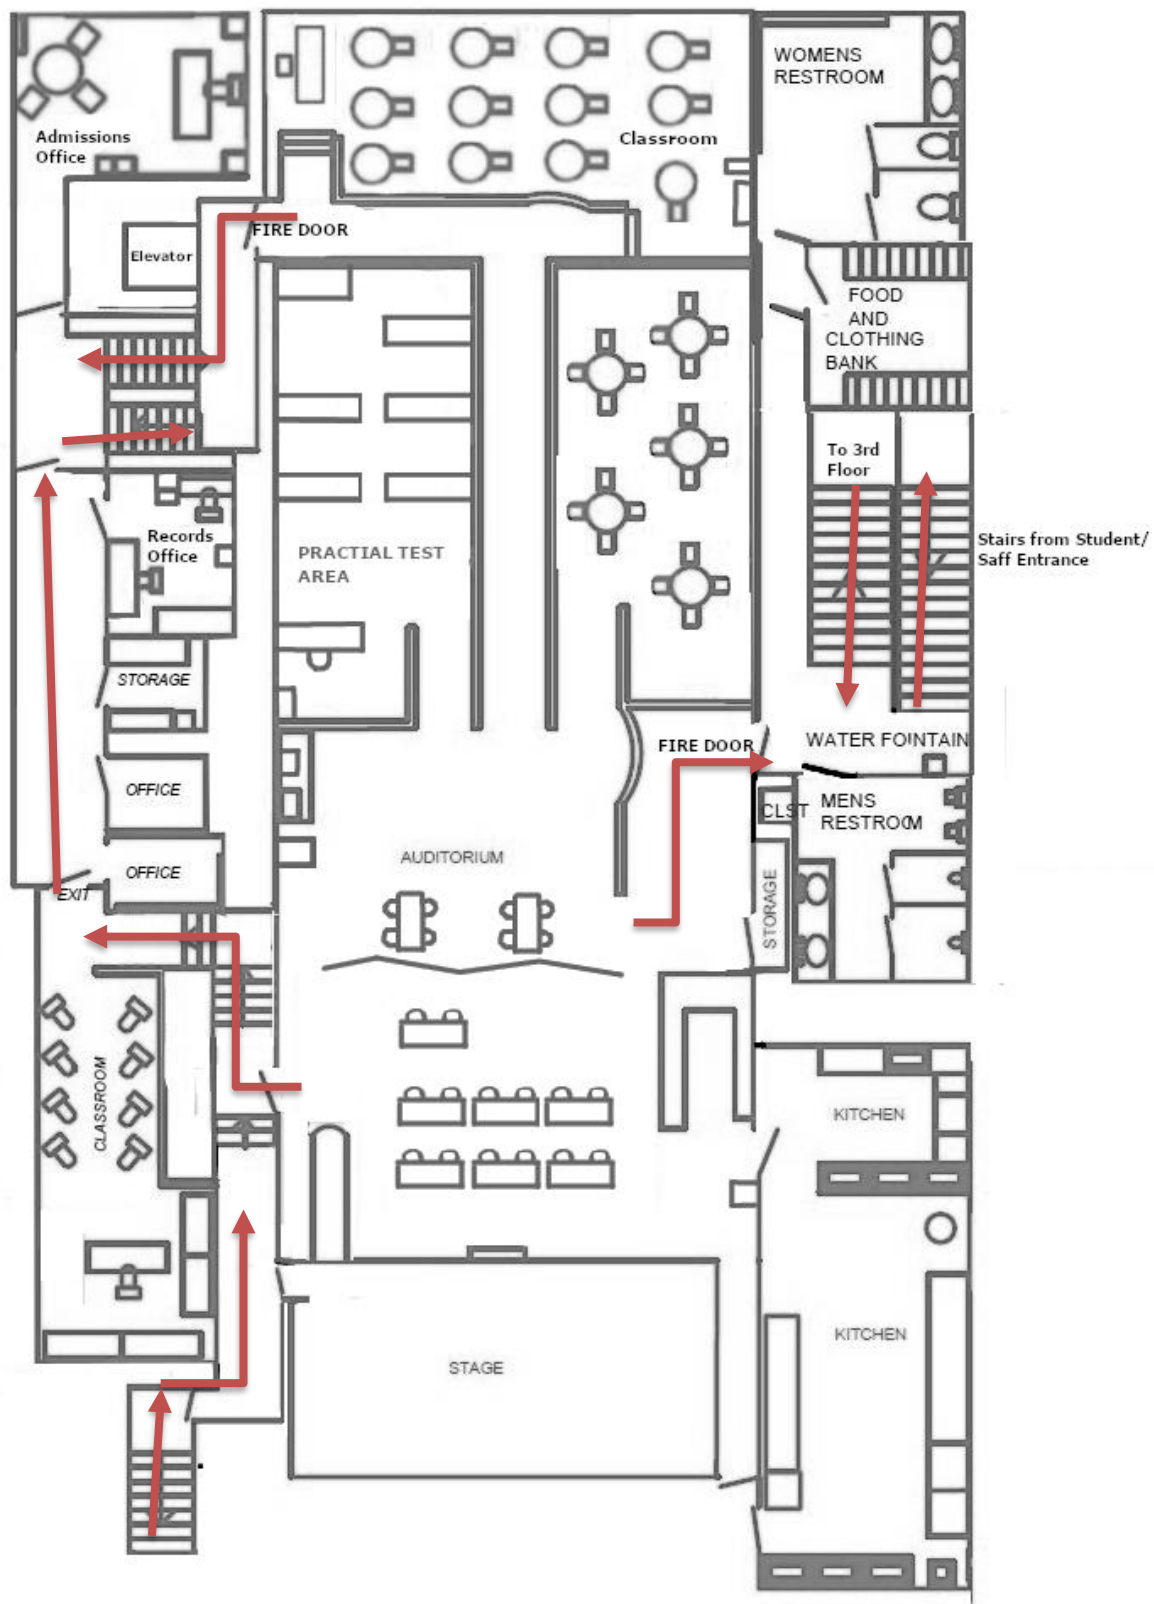 WOMENS
RESTROOM
Admissions
Office
Classroom
FIRE DOOR
Elevator
FOOD
AND
CLOTHING
BANK
To 3rd
Floor
Stairs from Student/
Saff Entrance
Records
Office
PRACTIAL TEST
AREA
STORAGE
WATER FOUNTAIN
FIRE DOOR
OFFICE
CLST
MENS
RESTROOM
AUDITORIUM
OFFICE
EXIT
STORAGE
CLASSROOM
KITCHEN
KITCHEN
STAGE